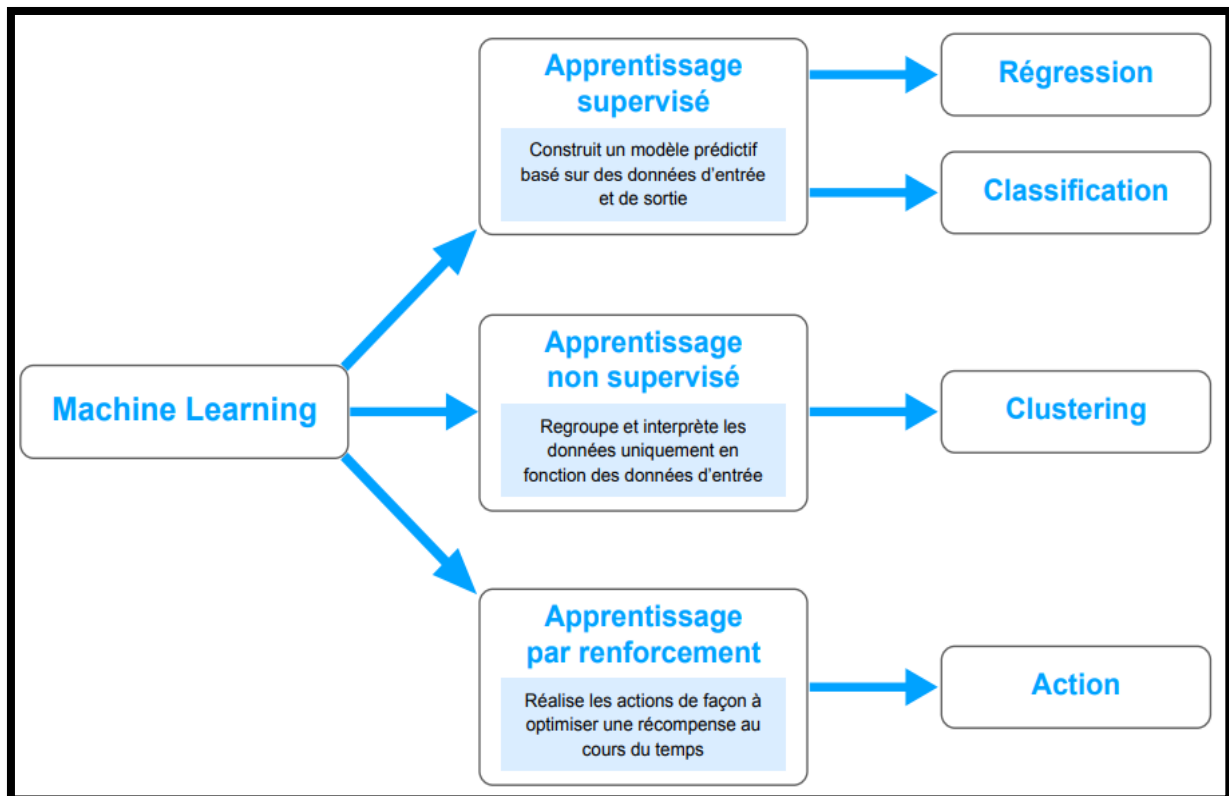 Apprentissage
supervisé
Construit un modèle prédictif
basé sur des données d'entrée
et de sortie
Régression
Classification
Machine Learning
Apprentissage
non supervisé
Regroupe et interprète les
données uniquement en
fonction des données d'entrée
Clustering
Apprentissage
par renforcement
Réalise les actions de façon à
optimiser une récompense au
cours du temps
Action